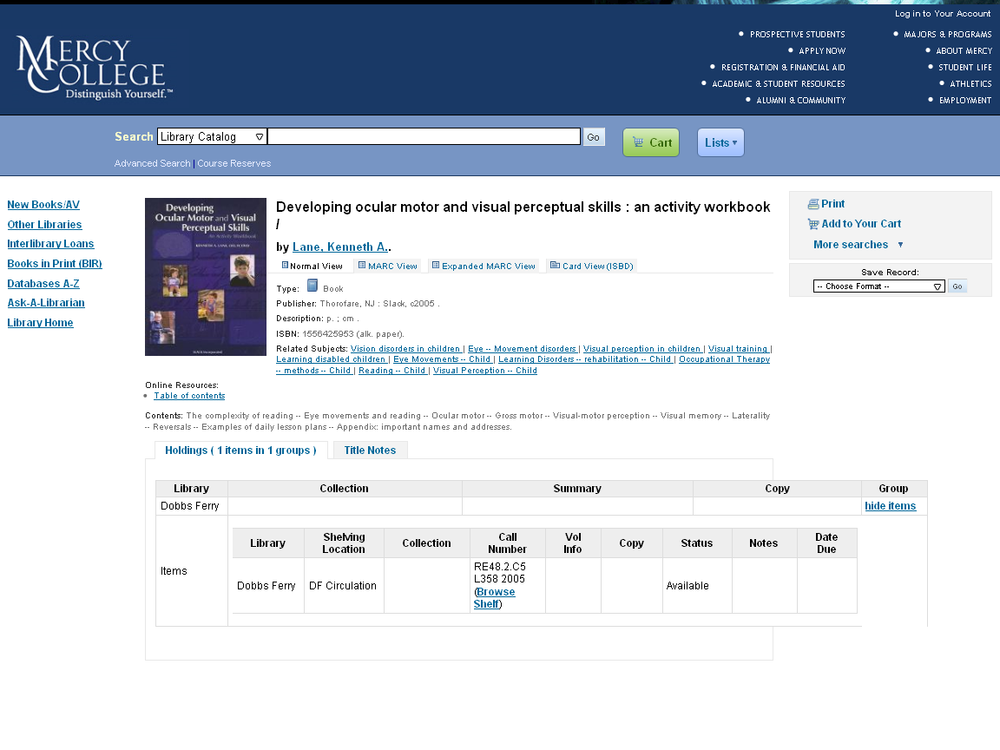 Log in to Your Account
PROSPECTIVE STUDENTS
APPLY NOW
REGISTRATION & FINANCIAL AID
ACADEMIC & STUDENT RESOURCES
ALUMNI & COMMUNITY
MAJORS & PROGRAMS
ABOUT MERCY
STUDENT LIFE
ATHLETICS
EMPLOYMENT
MERCY
COLLEGE
Distinguish Yourself.™
Search Library Catalog Go Cart Lists
Advanced Search | Course Reserves
New Books/AV
Other Libraries
Interlibrary Loans
Books in Print (BIR)
Databases A-Z
Ask-A-Librarian
Library Home
Developing
Ocular Motor and Visual
Perceptual Skills
An Activity Workbook
KENNETH A. LANE, OD, FCOVD
SLACK Incorporated
Developing ocular motor and visual perceptual skills : an activity workbook
/
by Lane, Kenneth A..
Normal View MARC View Expanded MARC View Card View (ISBD)
Type: Book
Publisher: Thorofare, NJ : Slack, c2005 .
Description: p. ; cm .
ISBN: 1556425953 (alk. paper).
Related Subjects: Vision disorders in children | Eye -- Movement disorders | Visual perception in children | Visual training |
Learning disabled children | Eye Movements -- Child | Learning Disorders -- rehabilitation -- Child | Occupational Therapy
-- methods -- Child | Reading -- Child | Visual Perception -- Child
Online Resources:
Table of contents
Contents: The complexity of reading -- Eye movements and reading -- Ocular motor -- Gross motor -- Visual-motor perception -- Visual memory -- Laterality
-- Reversals -- Examples of daily lesson plans -- Appendix: important names and addresses.
Print
Add to Your Cart
More searches
Save Record:
-- Choose Format -- Go
Holdings ( 1 items in 1 groups ) Title Notes
Library Collection Summary Copy Group
Dobbs Ferry hide items
Items
Library Shelving Location Collection Call Number Vol Info Copy Status Notes Date Due
Dobbs Ferry DF Circulation RE48.2.C5 L358 2005 (Browse Shelf) Available